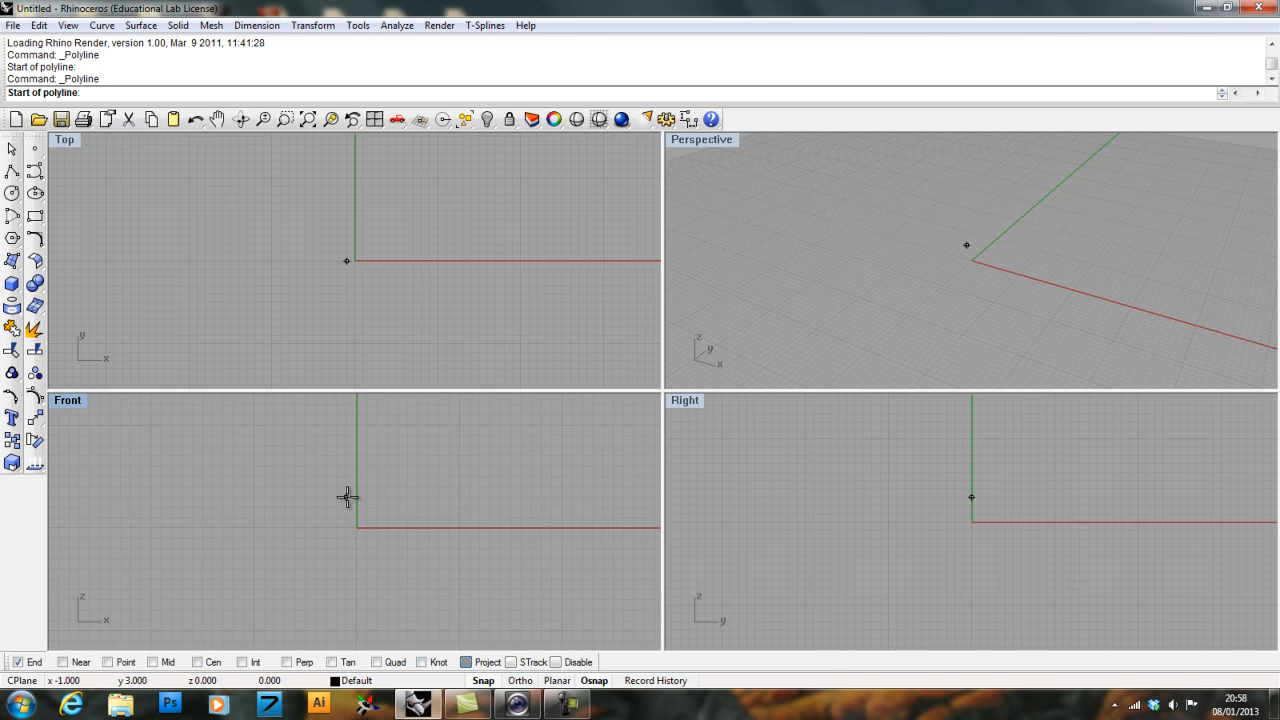 Untitled - Rhinoceros (Educational Lab License)
File Edit View Curve Surface Solid Mesh Dimension Transform Tools Analyze Render T-Splines Help
Loading Rhino Render, version 1.00, Mar 9 2011, 11:41:28
Command: _Polyline
Start of polyline:
Command: _Polyline
Start of polyline:
Top
Perspective
y
x
z
y
x
Front
Right
z
x
z
y
End Near Point Mid Cen Int Perp Tan Quad Knot Project STrack Disable
CPlane x -1.000 y 3.000 z 0.000 0.000 Default Snap Ortho Planar Osnap Record History
Ps Ai
20:58
08/01/2013